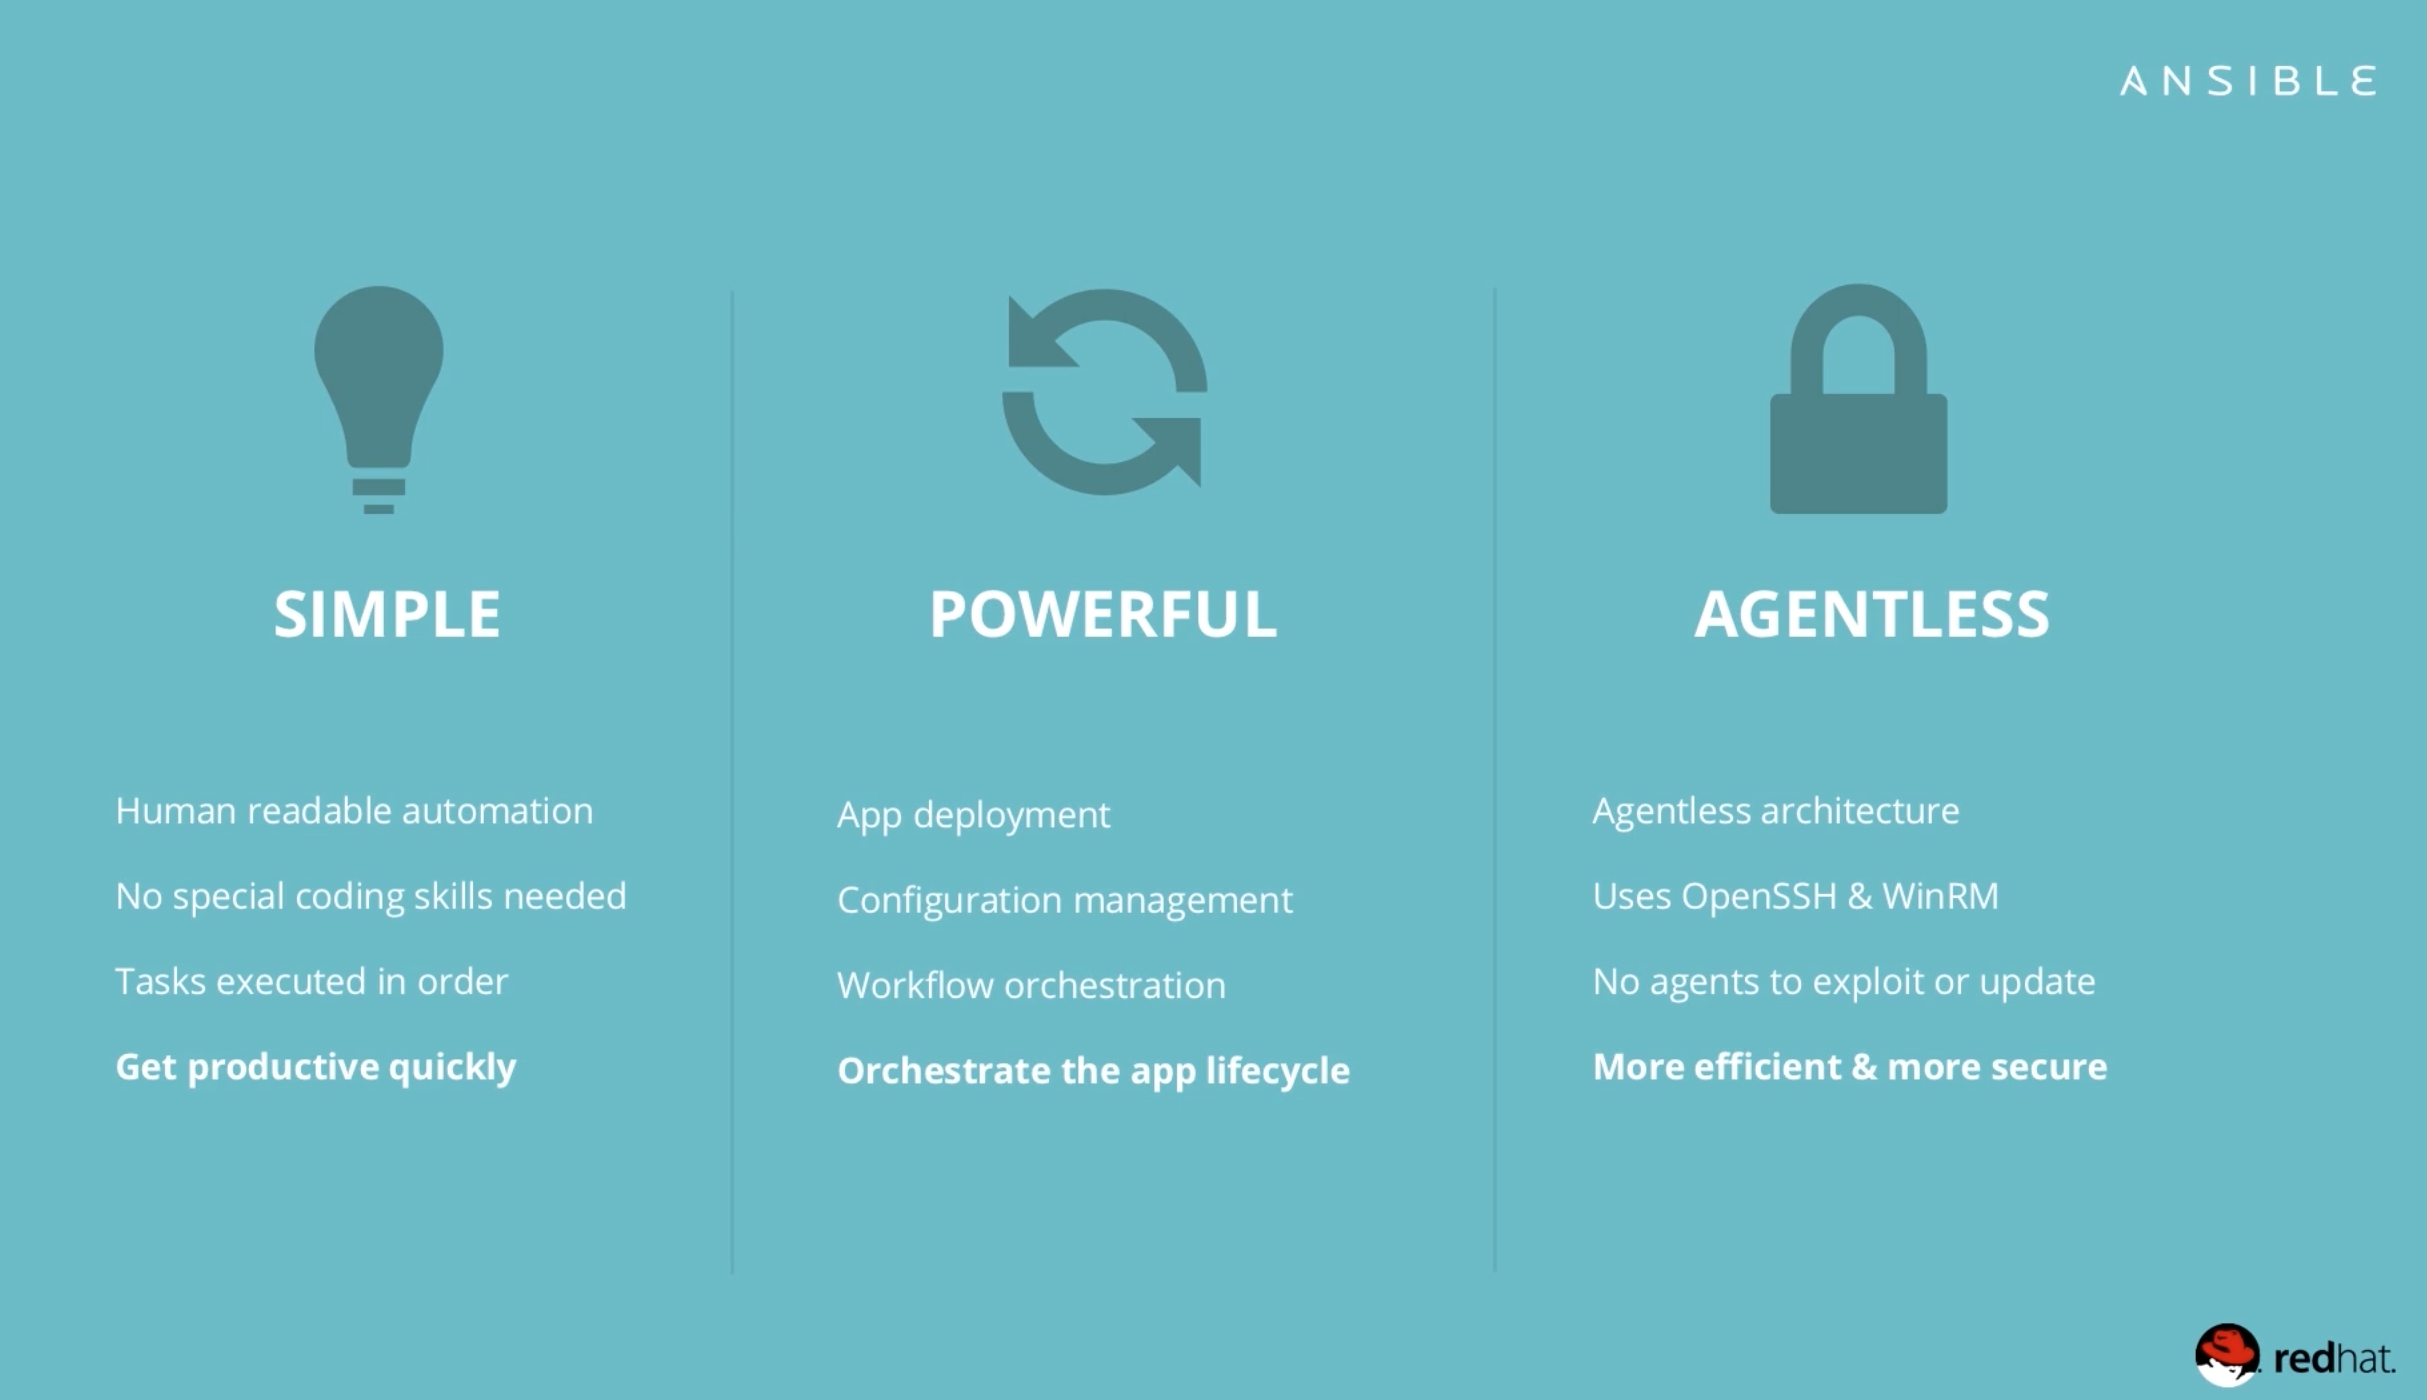 ANSIBLE
SIMPLE
Human readable automation
No special coding skills needed
Tasks executed in order
Get productive quickly
POWERFUL
App deployment
Configuration management
Workflow orchestration
Orchestrate the app lifecycle
AGENTLESS
Agentless architecture
Uses OpenSSH & WinRM
No agents to exploit or update
More efficient & more secure
redhat.